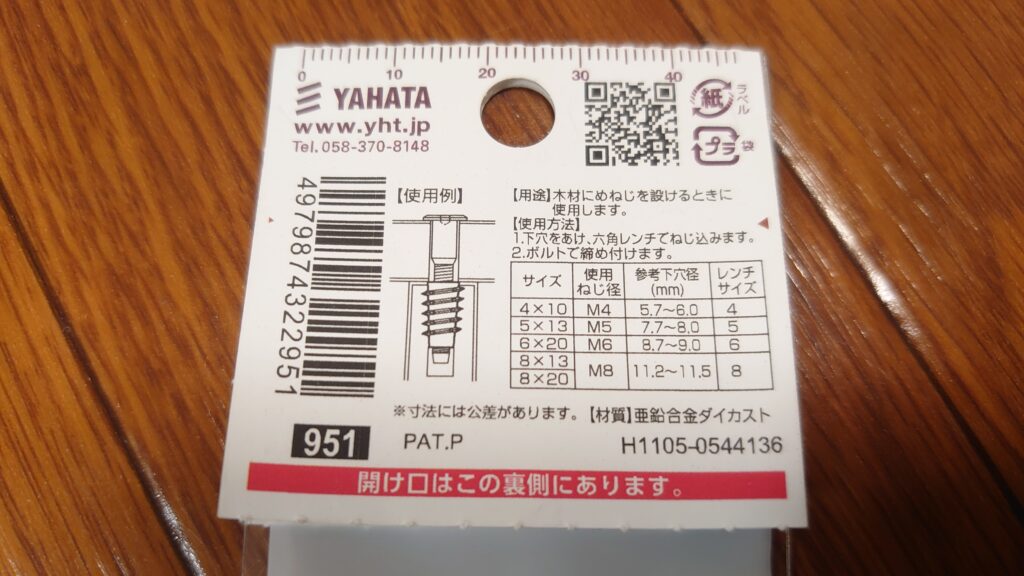 0 10 20 30 40
YAHATA
www.yht.jp
Tel. 058-370-8148
紙 ラベル
プラ 袋
4979874322951
【使用例】
【用途】木材にめねじを設けるときに
使用します。
【使用方法】
1.下穴をあけ、六角レンチでねじ込みます。
2.ボルトで締め付けます。
サイズ 使用ねじ径 参考下穴径(mm) レンチサイズ
4×10 M4 5.7~6.0 4
5×13 M5 7.7~8.0 5
6×20 M6 8.7~9.0 6
8×13 M8 11.2~11.5 8
8×20
※寸法には公差があります。【材質】亜鉛合金ダイカスト
951 PAT.P H1105-0544136
開け口はこの裏側にあります。